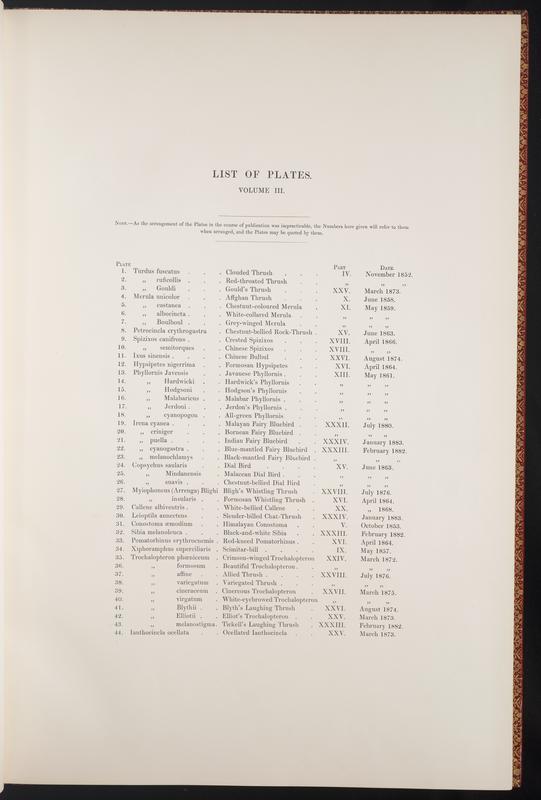 LIST OF PLATES.
VOLUME III.
NOTE.—As the arrangement of the Plates in the course of publication was impracticable, the Numbers here given will refer to them
when arranged, and the Plates may be quoted by them.
PLATE PART DATE
1. Turdus fuscatus . . . Clouded Thrush . . . IV. November 1852.
2. „ ruficollis . . . Red-throated Thrush . . „ „ „
3. „ Gouldi . . . Gould's Thrush . . . XXV. March 1873.
4. Merula unicolor . . . Affghan Thrush . . . X. June 1858.
5. „ castanea . . . Chestnut-coloured Merula . XI. May 1859.
6. „ albocincta . . . White-collared Merula . . „ „ „
7. „ Boulboul . . . Grey-winged Merula . . „ „ „
8. Petrocincla erythrogastra . Chestnut-bellied Rock-Thrush . XV. June 1863.
9. Spizixos canifrons . . . Crested Spizixos . . XVIII. April 1866.
10. „ semitorques . . Chinese Spizixos . . . XVIII. „ „
11. Ixus sinensis . . . . Chinese Bulbul . . . XXVI. August 1874.
12. Hypsipetes nigerrima . . Formosan Hypsipetes . . XVI. April 1864.
13. Phyllornis Javensis . . Javanese Phyllornis . . . XIII. May 1861.
14. „ Hardwicki . . Hardwick's Phyllornis . . „ „ „
15. „ Hodgsoni . . Hodgson's Phyllornis . . „ „ „
16. „ Malabaricus . . Malabar Phyllornis . . . „ „ „
17. „ Jerdoni . . . Jerdon's Phyllornis . . . „ „ „
18. „ cyanopogon . . All-green Phyllornis . . „ „ „
19. Irena cyanea . . . . Malayan Fairy Bluebird . . XXXII. July 1880.
20. „ criniger . . . Bornean Fairy Bluebird . . „ „ „
21. „ puella . . . . Indian Fairy Bluebird . . XXXIV. January 1883.
22. „ cyanogastra . . . Blue-mantled Fairy Bluebird . XXXIII. February 1882.
23. „ melanochlamys . . Black-mantled Fairy Bluebird . „ „ „
24. Copsychus saularis . . Dial Bird . . . . XV. June 1863.
25. „ Mindanensis . . Malacean Dial Bird . . . „ „ „
26. „ suavis . . . Chestnut-bellied Dial Bird . „ „ „
27. Myiophonus (Arrenga) Blighi Bligh's Whistling Thrush . XXVIII. July 1876.
28. „ insularis . . Formosan Whistling Thrush . XVI. April 1864.
29. Callene albiventris . . . White-bellied Callene . . XX. „ 1868.
30. Leioptila annectens . . Slender-billed Chat-Thrush . XXXIV. January 1883.
31. Conostoma æmodium . . Himalayan Conostoma . . V. October 1853.
32. Sibia melanoleuca . . . Black-and-white Sibia . . XXXIII. February 1882.
33. Pomatorhinus erythrocnemis . Red-kneed Pomatorhinus . . XVI. April 1864.
34. Xiphoramphus superciliaris . Scimitar-bill . . . . IX. May 1857.
35. Trochalopteron phœniceum . Crimson-winged Trochalopteron XXIV. March 1872.
36. „ formosum . Beautiful Trochalopteron . . „ „ „
37. „ affine . Allied Thrush . . . . XXVIII. July 1876.
38. „ variegatum . Variegated Thrush . . . „ „ „
39. „ cineraceum . Cinereous Trochalopteron . XXVII. March 1875.
40. „ virgatum . White-eyebrowed Trochalopteron „ „ „
41. „ Blythii . . Blyth's Laughing Thrush . XXVI. August 1874.
42. „ Elliotii . . Elliot's Trochalopteron . . XXV. March 1873.
43. „ melanostigma . Tickell's Laughing Thrush . XXXIII. February 1882.
44. Ianthocincla ocellata . . Ocellated Ianthocincla . . XXV. March 1873.